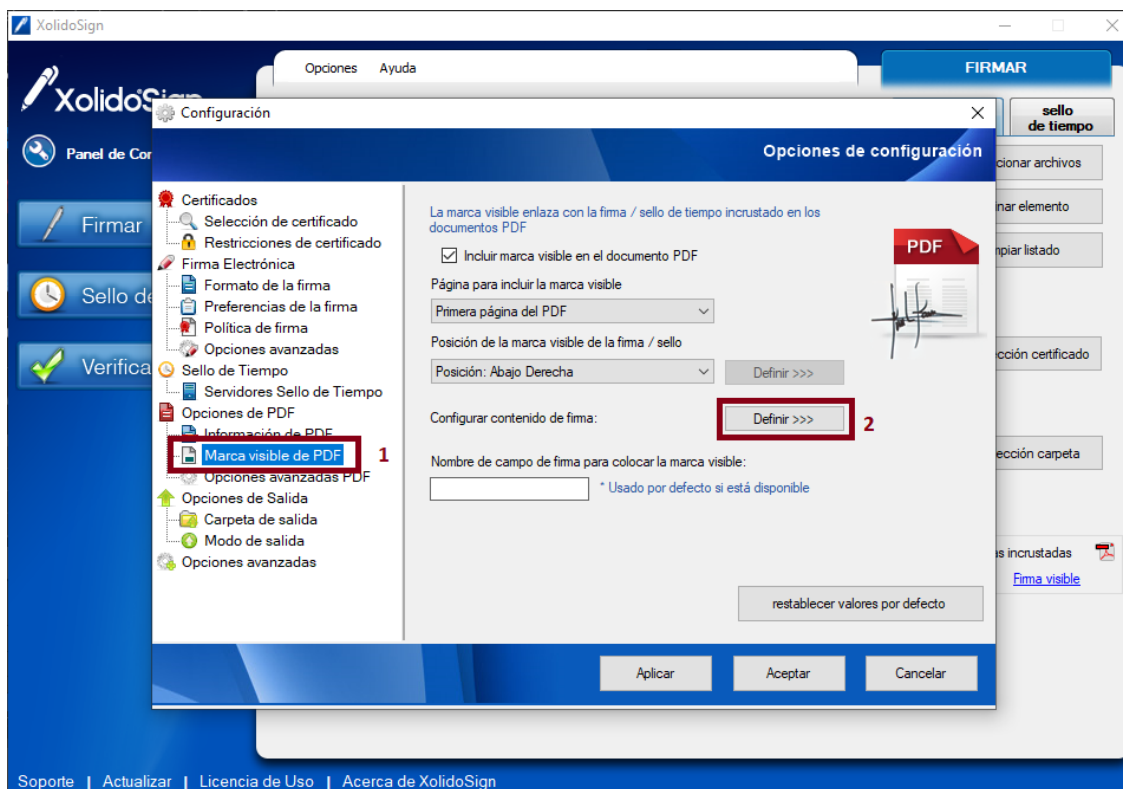 XolidoSign
Opciones Ayuda
FIRMAR
XolidoSign
Configuración
sello
de tiempo
Opciones de configuración
Panel de Cor
cionar archivos
Certificados
Selección de certificado
Restricciones de certificado
Firma Electrónica
Formato de la firma
Preferencias de la firma
Política de firma
Opciones avanzadas
Sello de Tiempo
Servidores Sello de Tiempo
Opciones de PDF
Información de PDF
Marca visible de PDF
1
Opciones avanzadas PDF
Opciones de Salida
Carpeta de salida
Modo de salida
Opciones avanzadas
La marca visible enlaza con la firma / sello de tiempo incrustado en los
documentos PDF
Incluir marca visible en el documento PDF
PDF
Página para incluir la marca visible
Primera página del PDF
Posición de la marca visible de la firma / sello
Posición: Abajo Derecha
Definir >>>
Configurar contenido de firma:
Definir >>>
2
Nombre de campo de firma para colocar la marca visible:
* Usado por defecto si está disponible
restablecer valores por defecto
Aplicar
Aceptar
Cancelar
Firmar
Sello de
Verifica
nar elemento
npiar listado
cción certificado
ección carpeta
as incrustadas
Firma visible
Soporte | Actualizar | Licencia de Uso | Acerca de XolidoSign